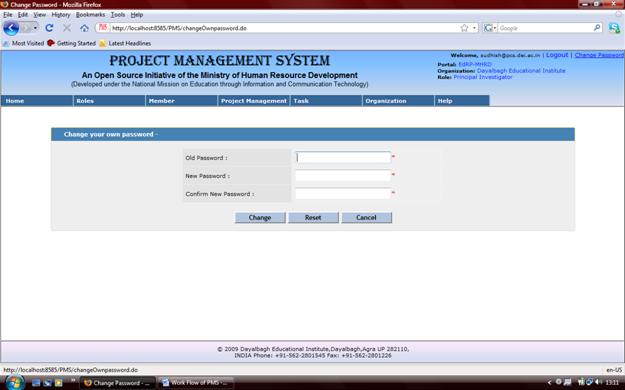 Change Password - Mozilla Firefox
File Edit View History Bookmarks Tools Help
http://localhost:8585/PMS/changeOwnpassword.do
Google
Most Visited Getting Started Latest Headlines
PROJECT MANAGEMENT SYSTEM
An Open Source Initiative of the Ministry of Human Resource Development
(Developed under the National Mission on Education through Information and Communication Technology)
Welcome, sudhish@pcs.dei.ac.in | Logout | Change Password
Portal: EdRP-MHRD
Organization: Dayalbagh Educational Institute
Role: Principal Investigator
Home Roles Member Project Management Task Organization Help
Change your own password -
Old Password : *
New Password : *
Confirm New Password : *
Change Reset Cancel
© 2009 Dayalbagh Educational Institute,Dayalbagh,Agra UP 282110,
INDIA Phone: +91-562-2801545 Fax: +91-562-2801226
http://localhost:8585/PMS/changeOwnpassword.do en-US
Change Password - ... Work Flow of PMS - ... 13:11